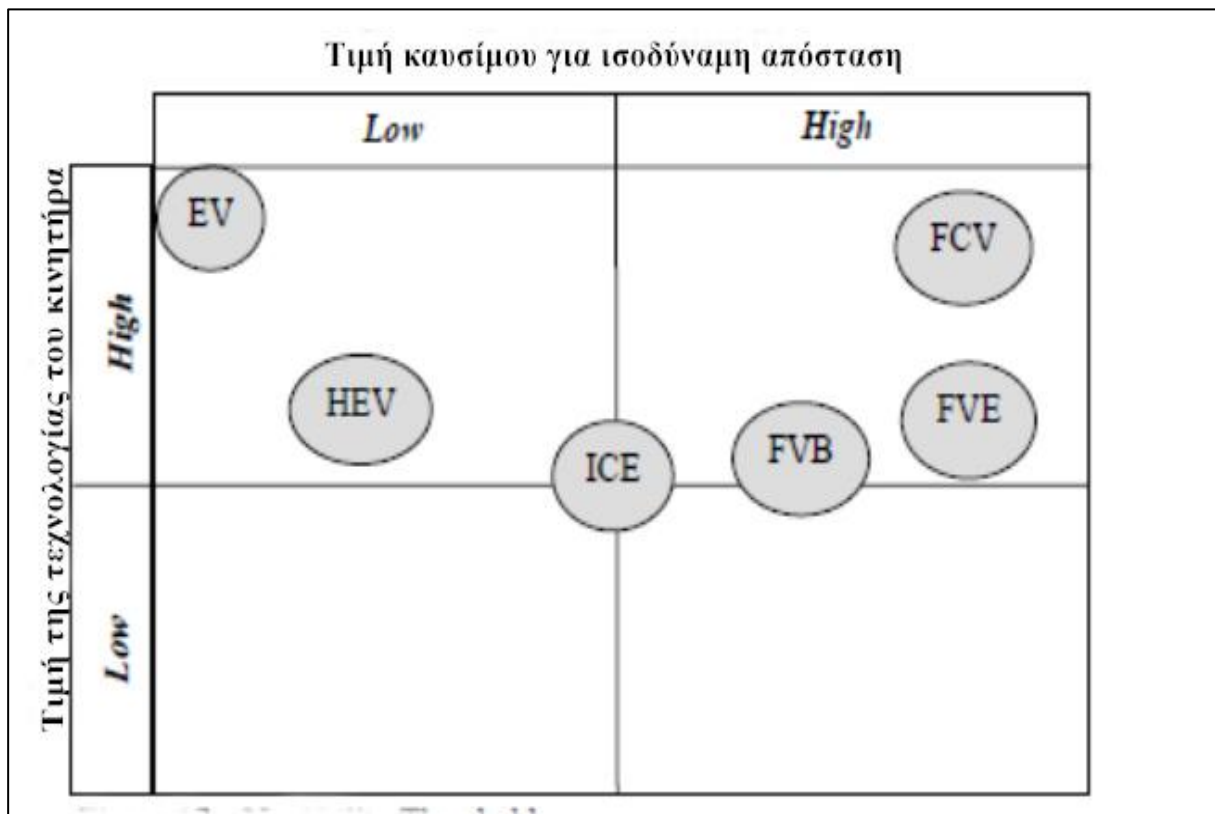 Τιμή καυσίμου για ισοδύναμη απόσταση
Low High
Τιμή της τεχνολογίας του κινητήρα
High
Low
EV
FCV
HEV
FVE
FVB
ICE